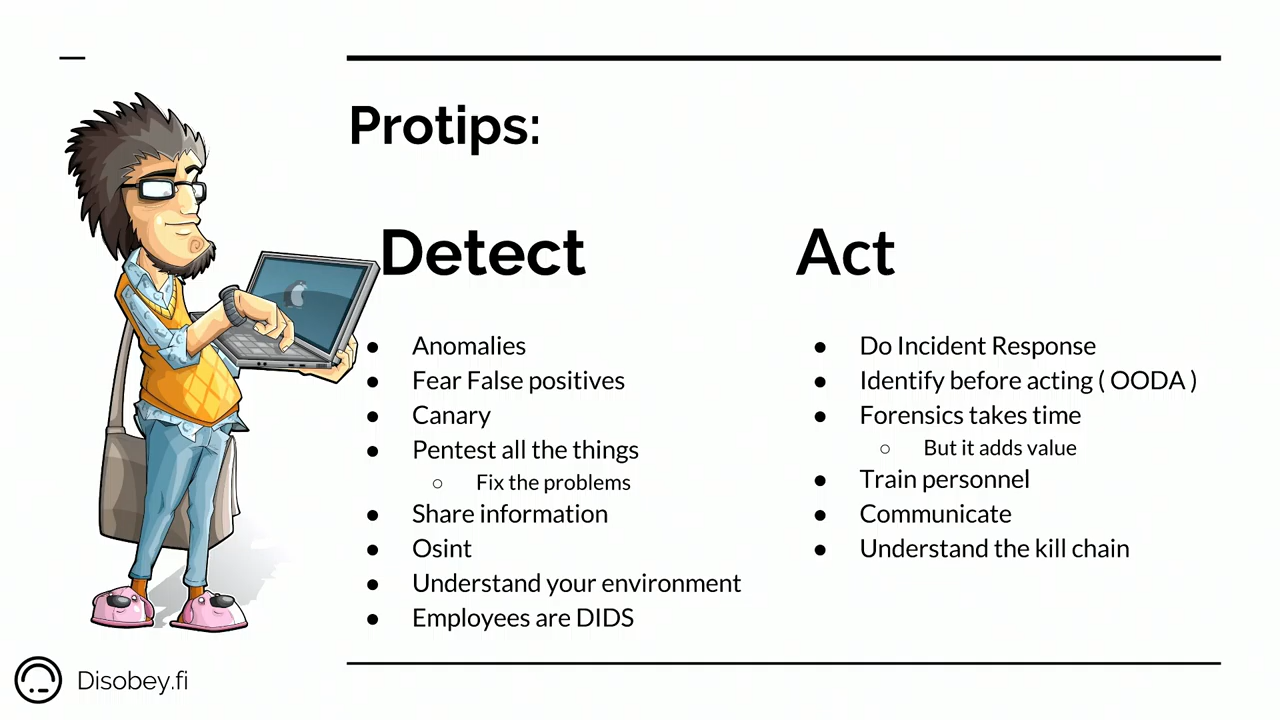 Protips:
Detect
● Anomalies
● Fear False positives
● Canary
● Pentest all the things
○ Fix the problems
● Share information
● Osint
● Understand your environment
● Employees are DIDS
Act
● Do Incident Response
● Identify before acting ( OODA )
● Forensics takes time
○ But it adds value
● Train personnel
● Communicate
● Understand the kill chain
Disobey.fi